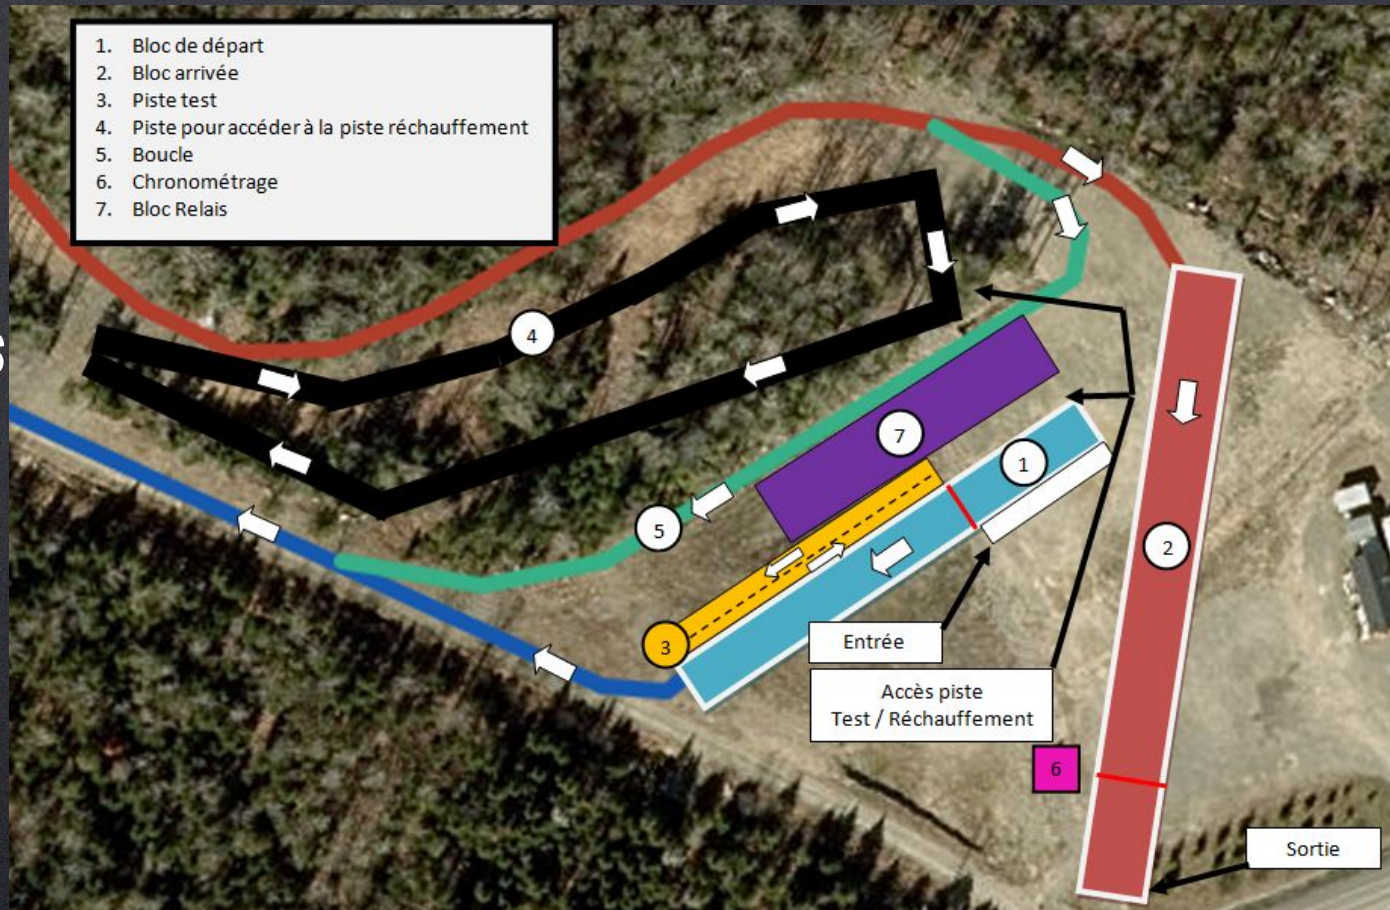 1. Bloc de départ
2. Bloc arrivée
3. Piste test
4. Piste pour accéder à la piste réchauffement
5. Boucle
6. Chronométrage
7. Bloc Relais
s
4
7
1
5
2
3
Entrée
Accès piste
Test / Réchauffement
6
Sortie